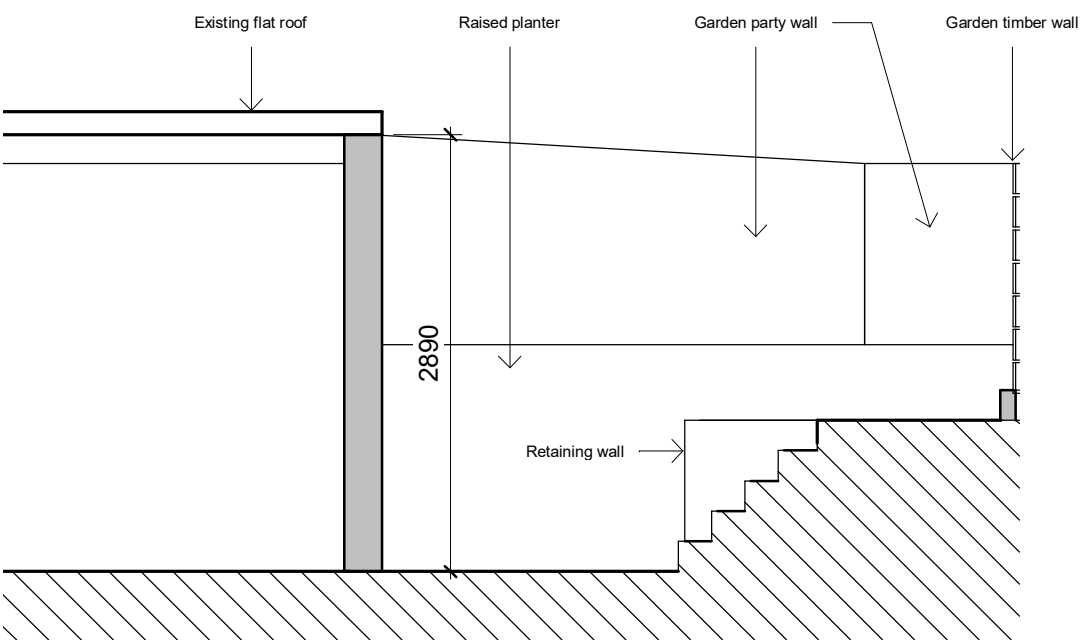 Existing flat roof
Raised planter
Garden party wall
Garden timber wall
2890
Retaining wall